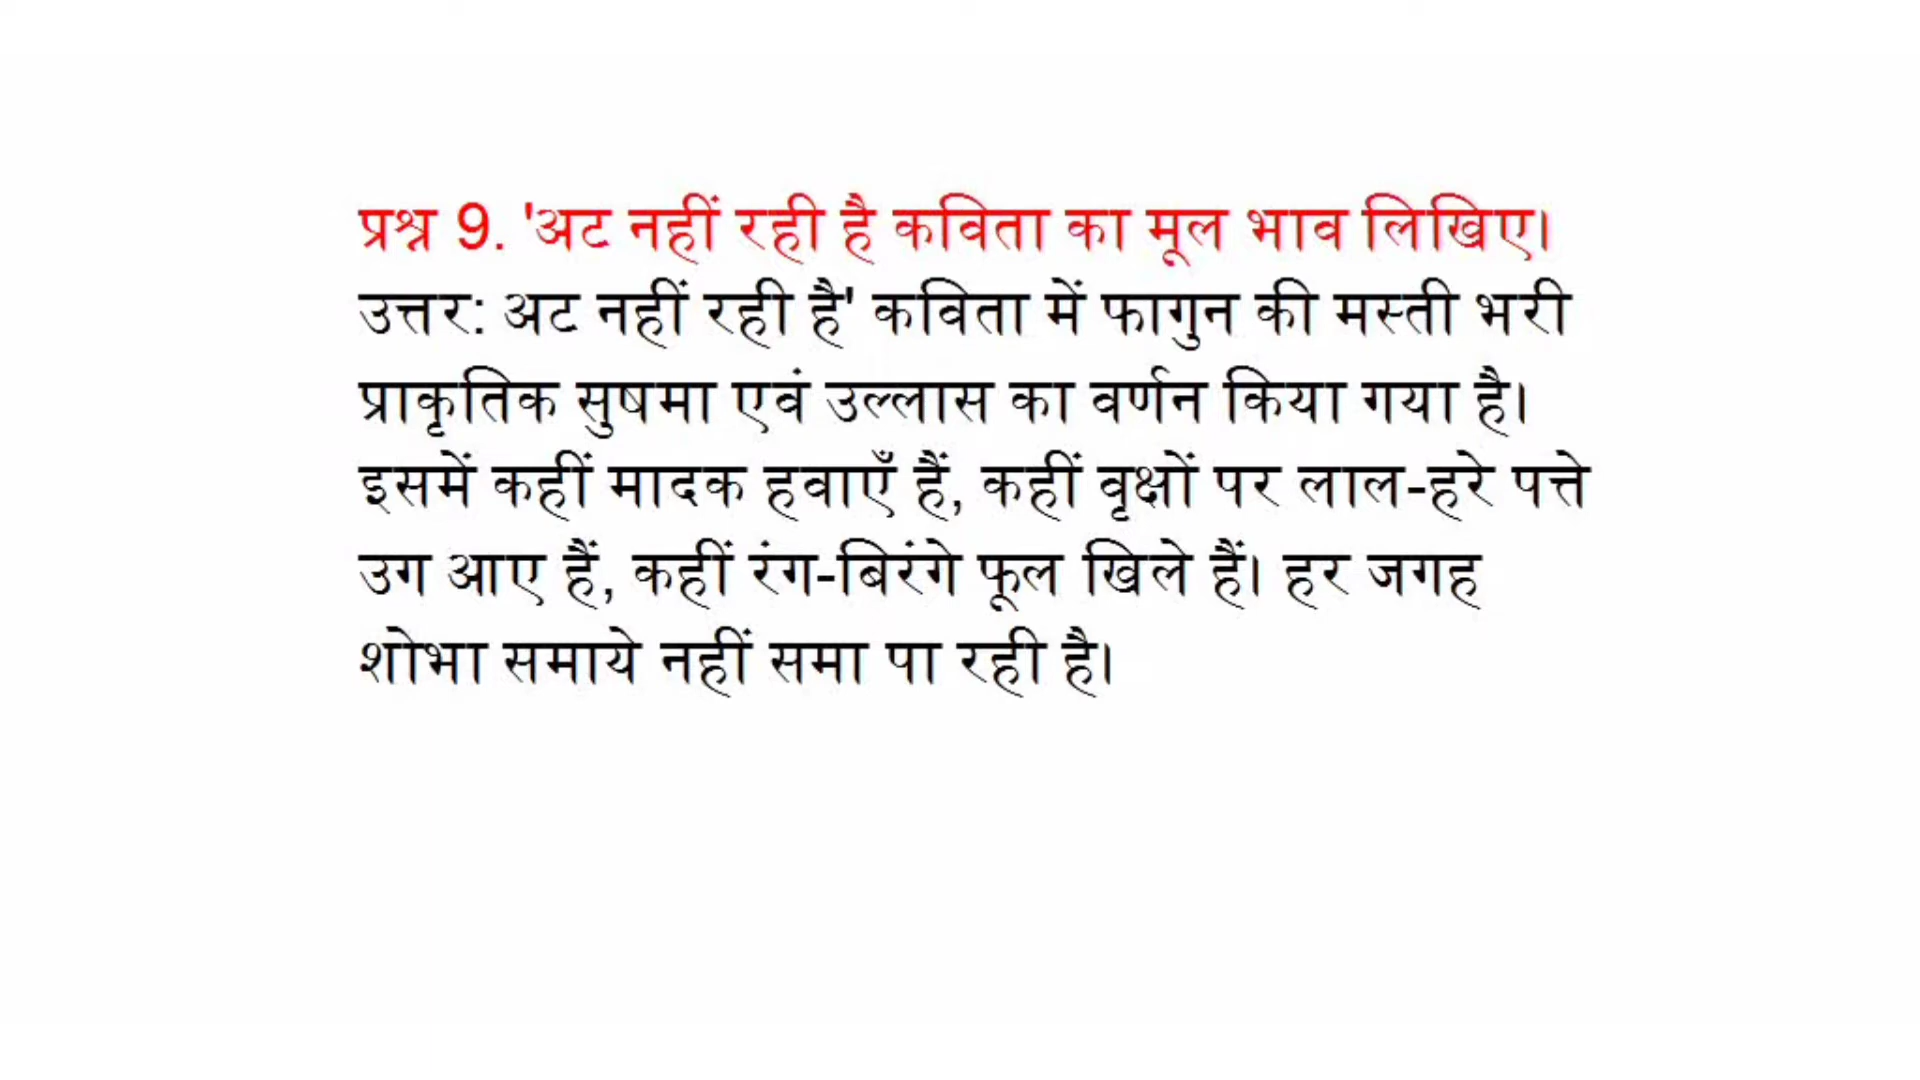 प्रश्न 9. 'अट नहीं रही है कविता का मूल भाव लिखिए।
उत्तर: अट नहीं रही है' कविता में फागुन की मस्ती भरी
प्राकृतिक सुषमा एवं उल्लास का वर्णन किया गया है।
इसमें कहीं मादक हवाएँ हैं, कहीं वृक्षों पर लाल-हरे पत्ते
उग आए हैं, कहीं रंग-बिरंगे फूल खिले हैं। हर जगह
शोभा समाये नहीं समा पा रही है।